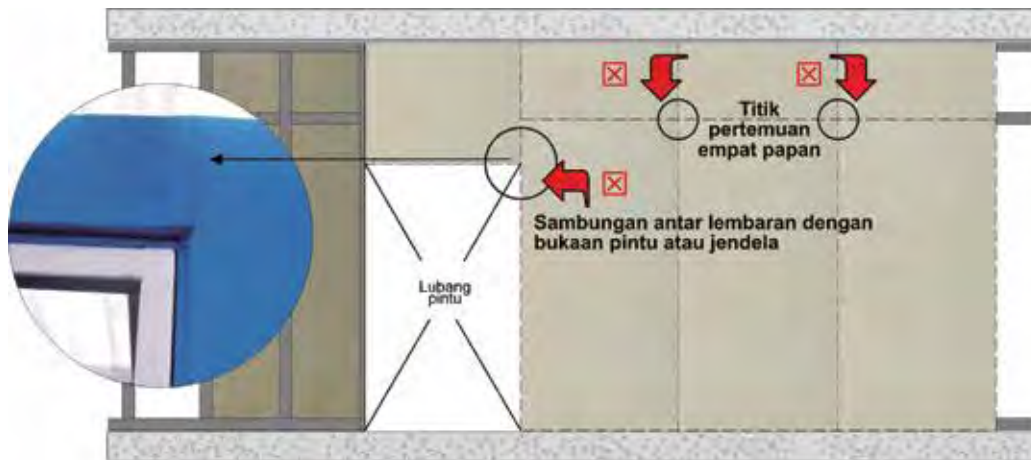 Titik
pertemuan
empat papan
Sambungan antar lembaran dengan
bukaan pintu atau jendela
Lubang
pintu